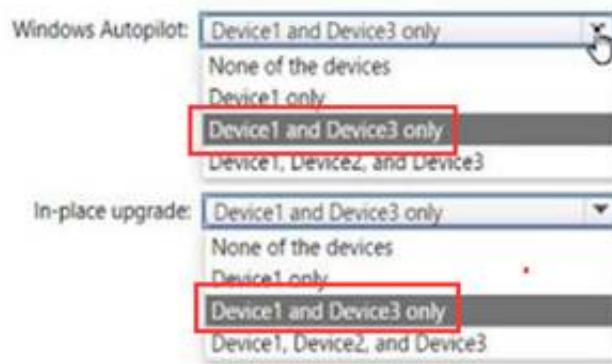 Windows Autopilot: Device1 and Device3 only
None of the devices
Device1 only
Device1 and Device3 only
Device1, Device2, and Device3
In-place upgrade: Device1 and Device3 only
None of the devices
Device1 only
Device1 and Device3 only
Device1, Device2, and Device3